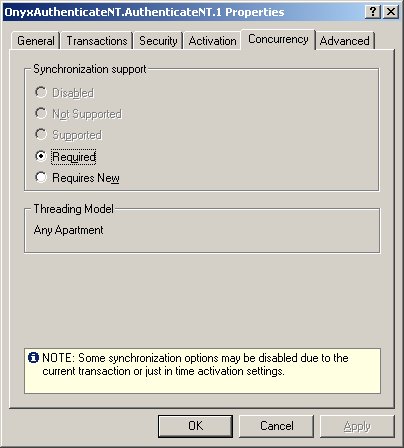 OnyxAuthenticateNT.AuthenticateNT.1 Properties
General Transactions Security Activation Concurrency Advanced
Synchronization support
Disabled
Not Supported
Supported
Required
Requires New
Threading Model
Any Apartment
NOTE: Some synchronization options may be disabled due to the
current transaction or just in time activation settings.
OK Cancel Apply